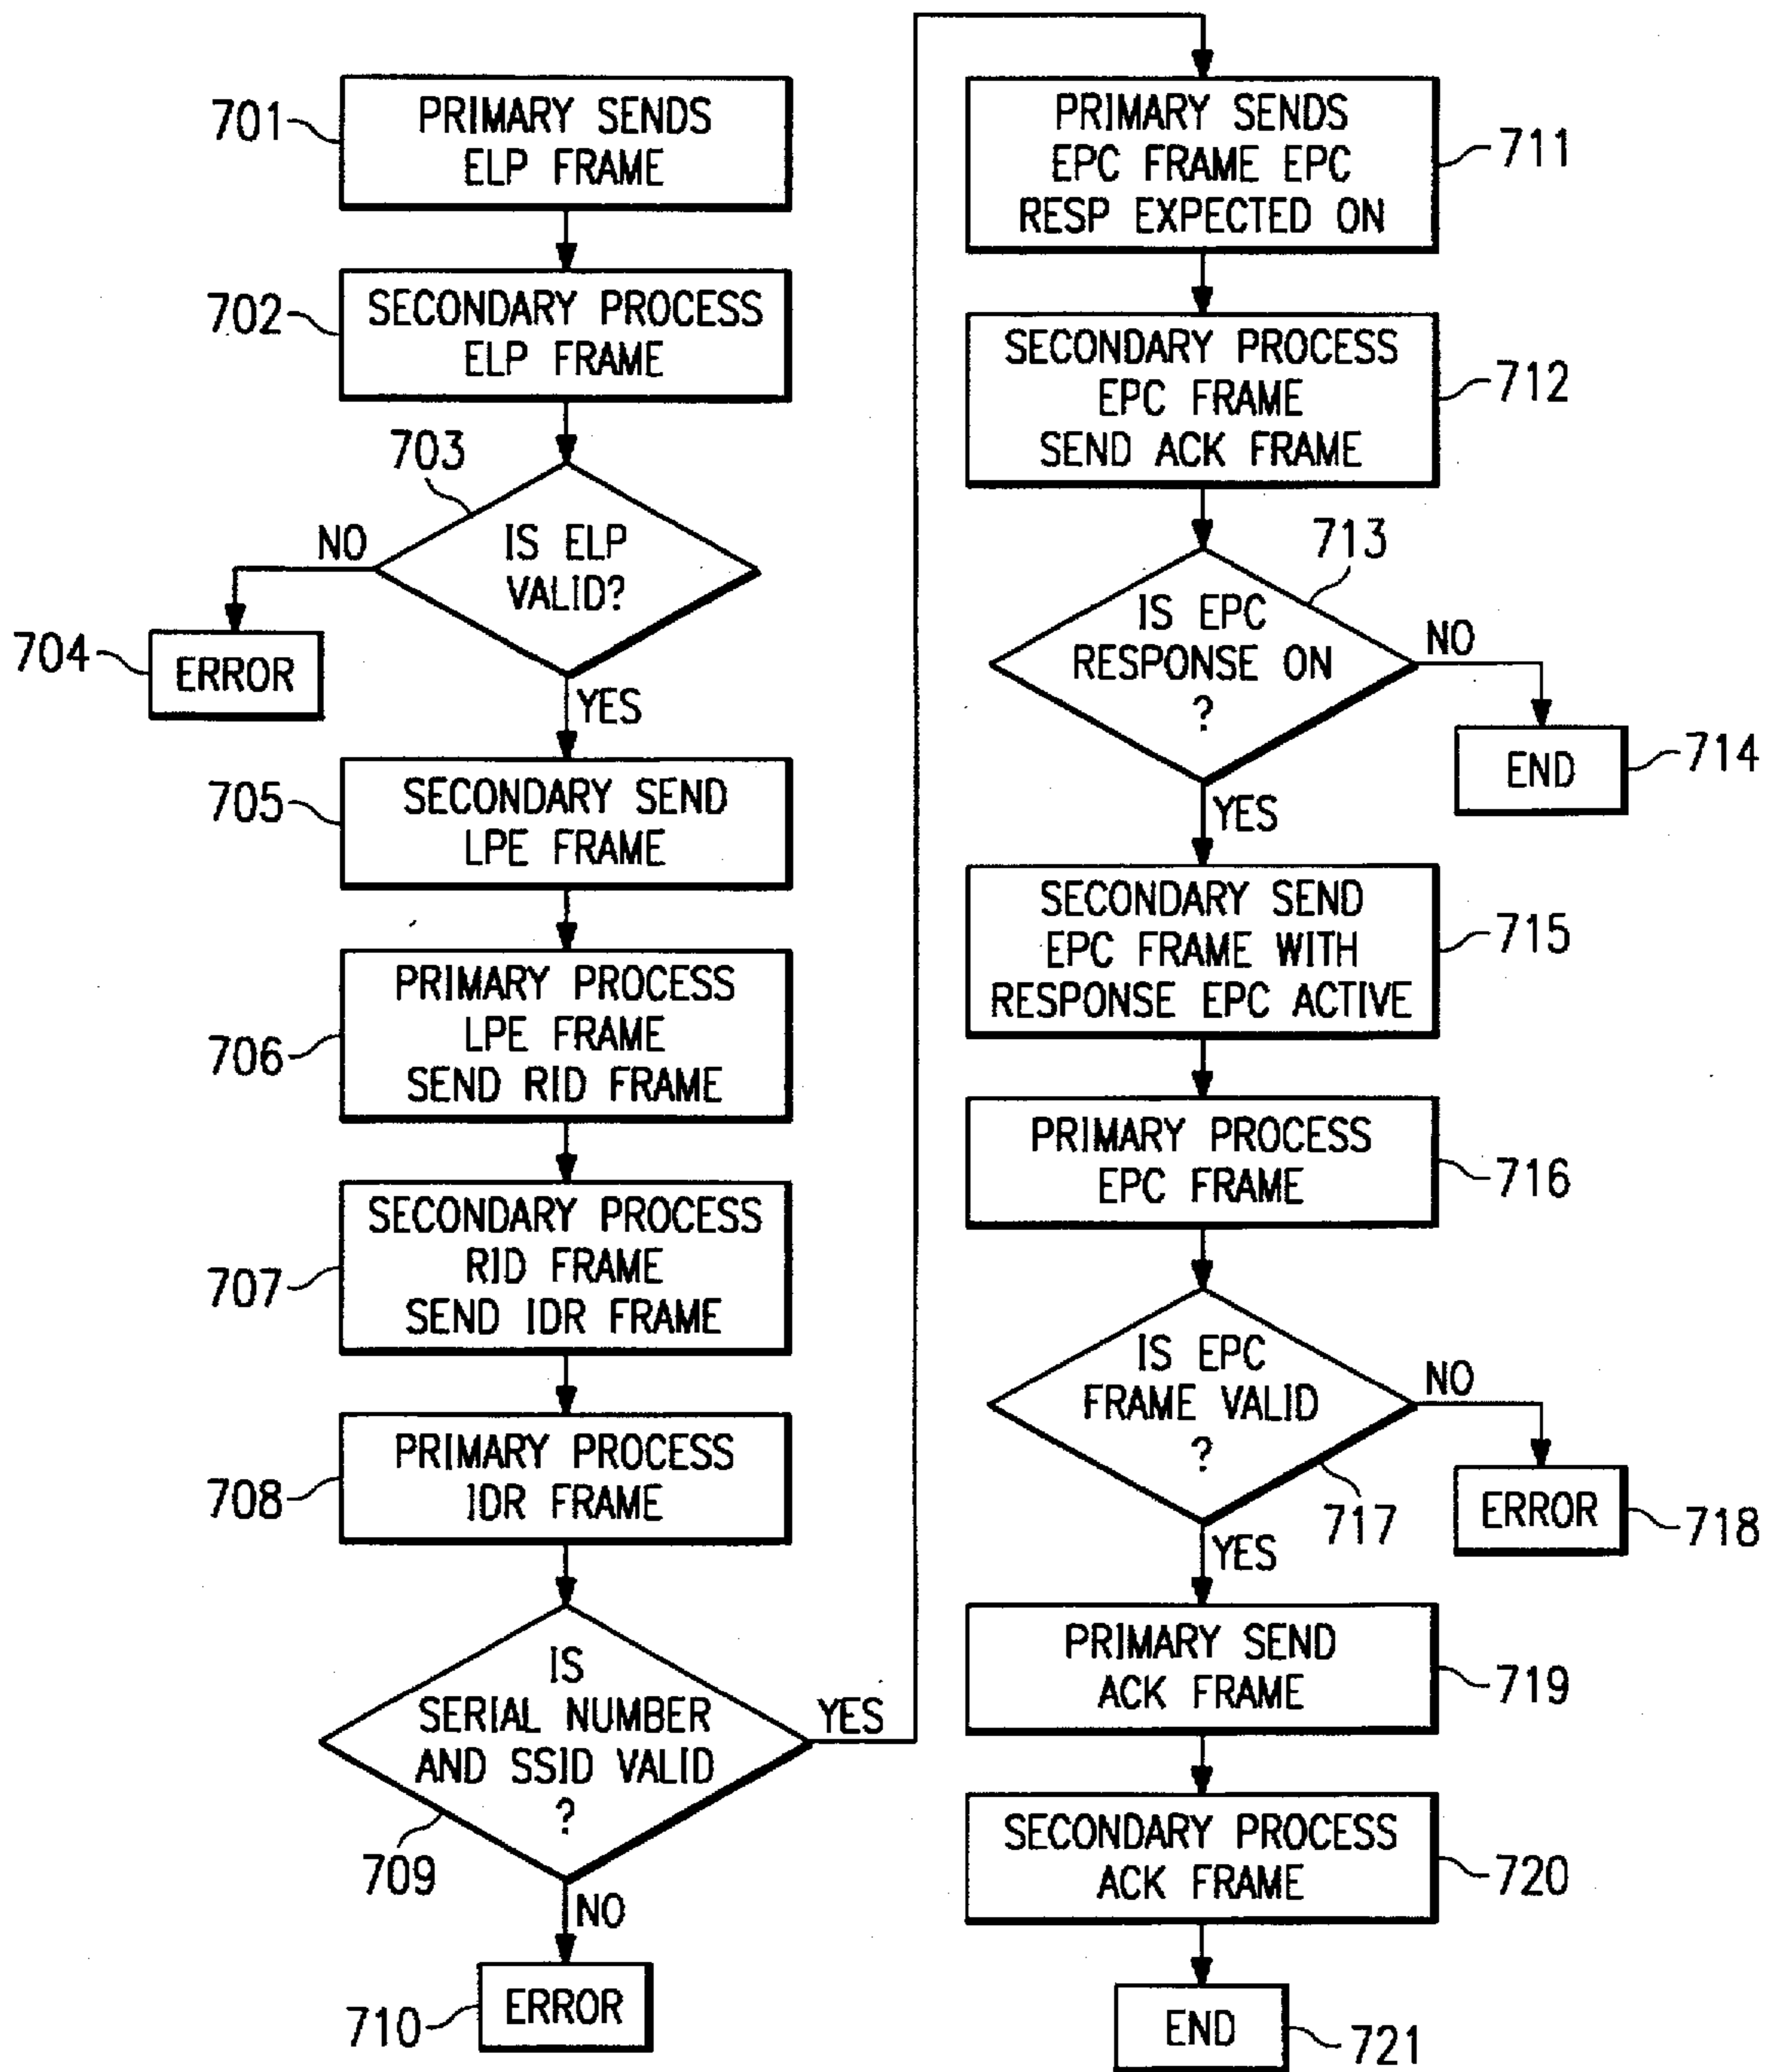 701
PRIMARY SENDS
ELP FRAME
702
SECONDARY PROCESS
ELP FRAME
703
IS ELP
VALID?
NO
704
ERROR
YES
705
SECONDARY SEND
LPE FRAME
706
PRIMARY PROCESS
LPE FRAME
SEND RID FRAME
707
SECONDARY PROCESS
RID FRAME
SEND IDR FRAME
708
PRIMARY PROCESS
IDR FRAME
IS
SERIAL NUMBER
AND SSID VALID
?
709
YES
NO
710
ERROR
PRIMARY SENDS
EPC FRAME EPC
RESP EXPECTED ON
711
SECONDARY PROCESS
EPC FRAME
SEND ACK FRAME
712
713
IS EPC
RESPONSE ON
?
NO
END
714
YES
SECONDARY SEND
EPC FRAME WITH
RESPONSE EPC ACTIVE
715
PRIMARY PROCESS
EPC FRAME
716
IS EPC
FRAME VALID
?
717
NO
ERROR
718
YES
PRIMARY SEND
ACK FRAME
719
SECONDARY PROCESS
ACK FRAME
720
END
721